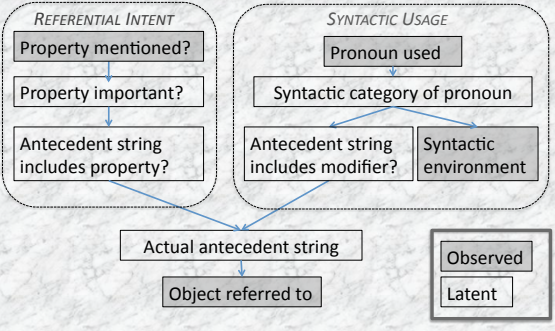 REFERENTIAL INTENT
Property mentioned?
Property important?
Antecedent string
includes property?
SYNTACTIC USAGE
Pronoun used
Syntactic category of pronoun
Antecedent string
includes modifier?
Syntactic
environment
Actual antecedent string
Object referred to
Observed
Latent